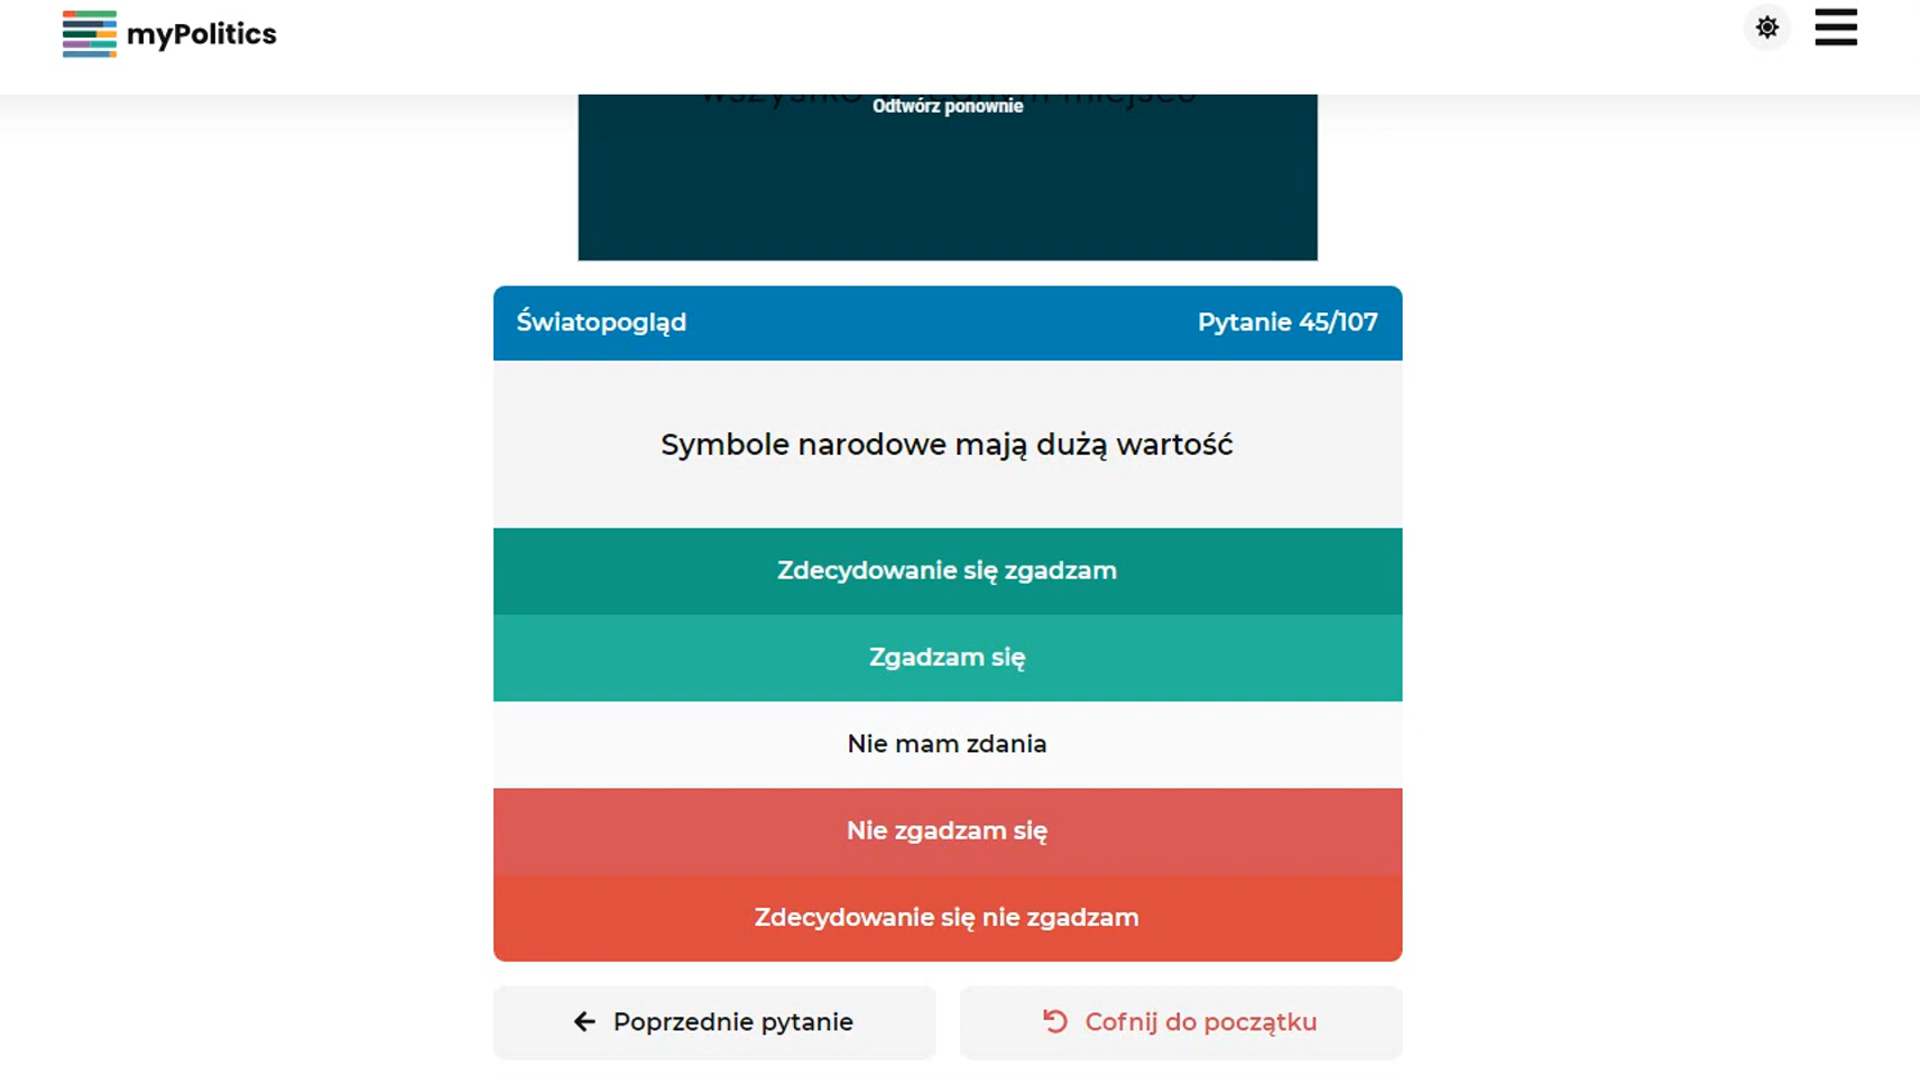 myPolitics
Odtwórz ponownie
Światopogląd
Pytanie 45/107
Symbole narodowe mają dużą wartość
Zdecydowanie się zgadzam
Zgadzam się
Nie mam zdania
Nie zgadzam się
Zdecydowanie się nie zgadzam
Poprzednie pytanie
Cofnij do początku